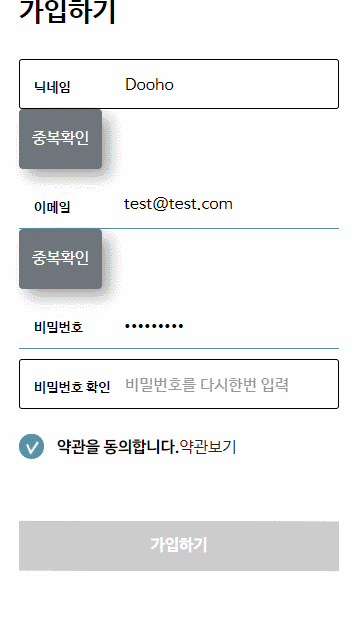 가입하기
닉네임 Dooho
중복확인
이메일 test@test.com
중복확인
비밀번호 •••••••••
비밀번호 확인 비밀번호를 다시한번 입력
약관을 동의합니다.약관보기
가입하기